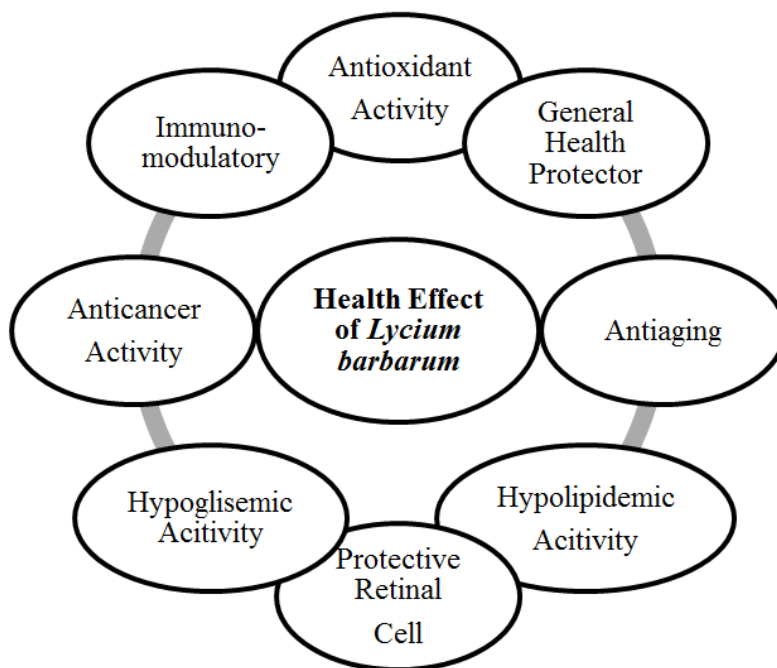 Antioxidant
Activity
General
Health
Protector
Antiaging
Hypolipidemic
Acitivity
Protective
Retinal
Cell
Hypoglisemic
Acitivity
Anticancer
Activity
Immuno-
modulatory
Health Effect
of Lycium
barbarum